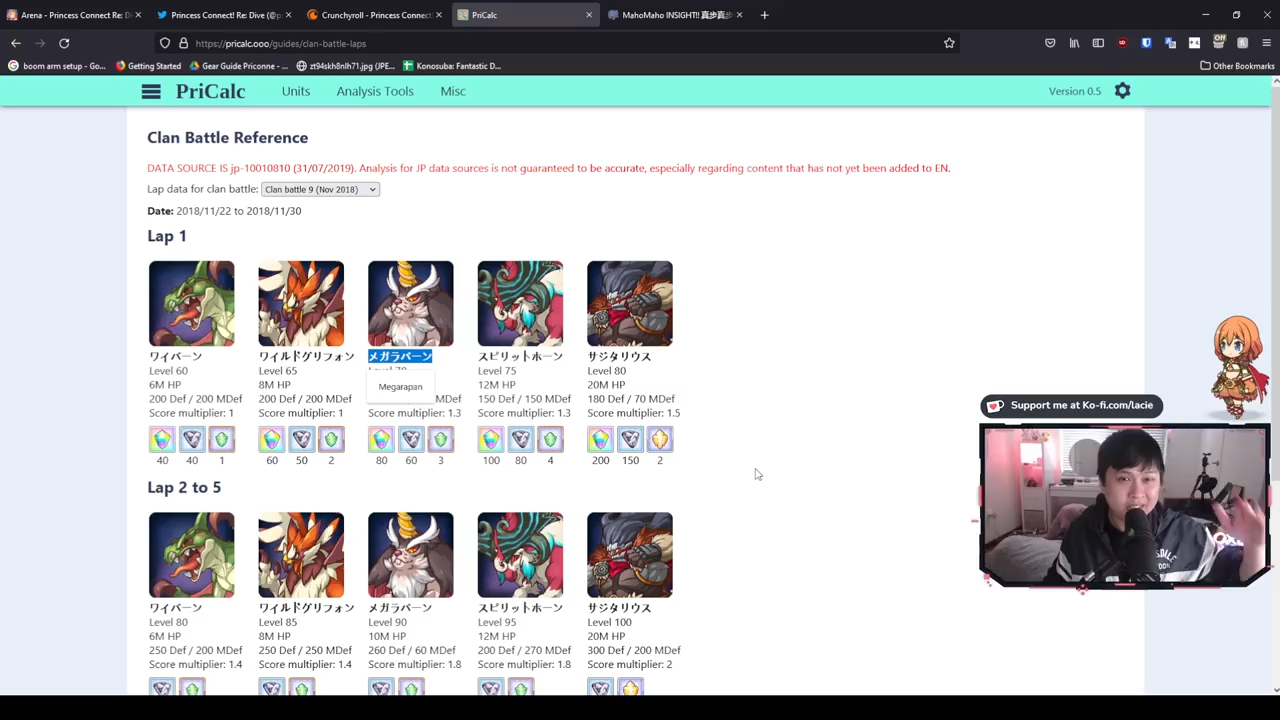 Arena - Princess Connect Re: Di
Princess Connect! Re: Dive (@p
Crunchyroll - Princess Connect!
PriCalc
MahoMaho INSIGHT!! 真步真步
https://pricalc.ooo/guides/clan-battle-laps
Off
boom arm setup - Go...
Getting Started
Gear Guide Priconne - ...
zt94skh8nlh71.jpg (JPE...
Konosuba: Fantastic D...
Other Bookmarks
PriCalc
Units
Analysis Tools
Misc
Version 0.5
Clan Battle Reference
DATA SOURCE IS jp-10010810 (31/07/2019). Analysis for JP data sources is not guaranteed to be accurate, especially regarding content that has not yet been added to EN.
Lap data for clan battle: Clan battle 9 (Nov 2018)
Date: 2018/11/22 to 2018/11/30
Lap 1
ワイバーン ワイルドグリフォン メガラパーン スピリットホーン サジタリウス
Level 60 Level 65 Level 70 Level 75 Level 80
6M HP 8M HP Megarapan 12M HP 20M HP
200 Def / 200 MDef 200 Def / 200 MDef MDef 150 Def / 150 MDef 180 Def / 70 MDef
Score multiplier: 1 Score multiplier: 1 Score multiplier: 1.3 Score multiplier: 1.3 Score multiplier: 1.5
40 40 1 60 50 2 80 60 3 100 80 4 200 150 2
Support me at Ko-fi.com/lacie
Lap 2 to 5
ワイバーン ワイルドグリフォン メガラパーン スピリットホーン サジタリウス
Level 80 Level 85 Level 90 Level 95 Level 100
6M HP 8M HP 10M HP 12M HP 20M HP
250 Def / 200 MDef 250 Def / 250 MDef 260 Def / 60 MDef 200 Def / 270 MDef 300 Def / 200 MDef
Score multiplier: 1.4 Score multiplier: 1.4 Score multiplier: 1.8 Score multiplier: 1.8 Score multiplier: 2